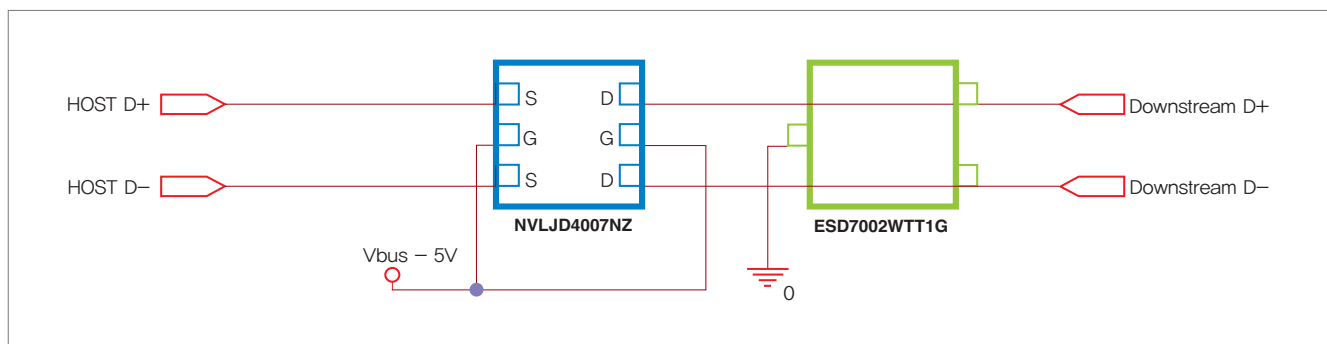 HOST D+
S
D
Downstream D+
G
G
HOST D-
S
D
Downstream D-
NVLJD4007NZ
ESD7002WTT1G
Vbus - 5V
0